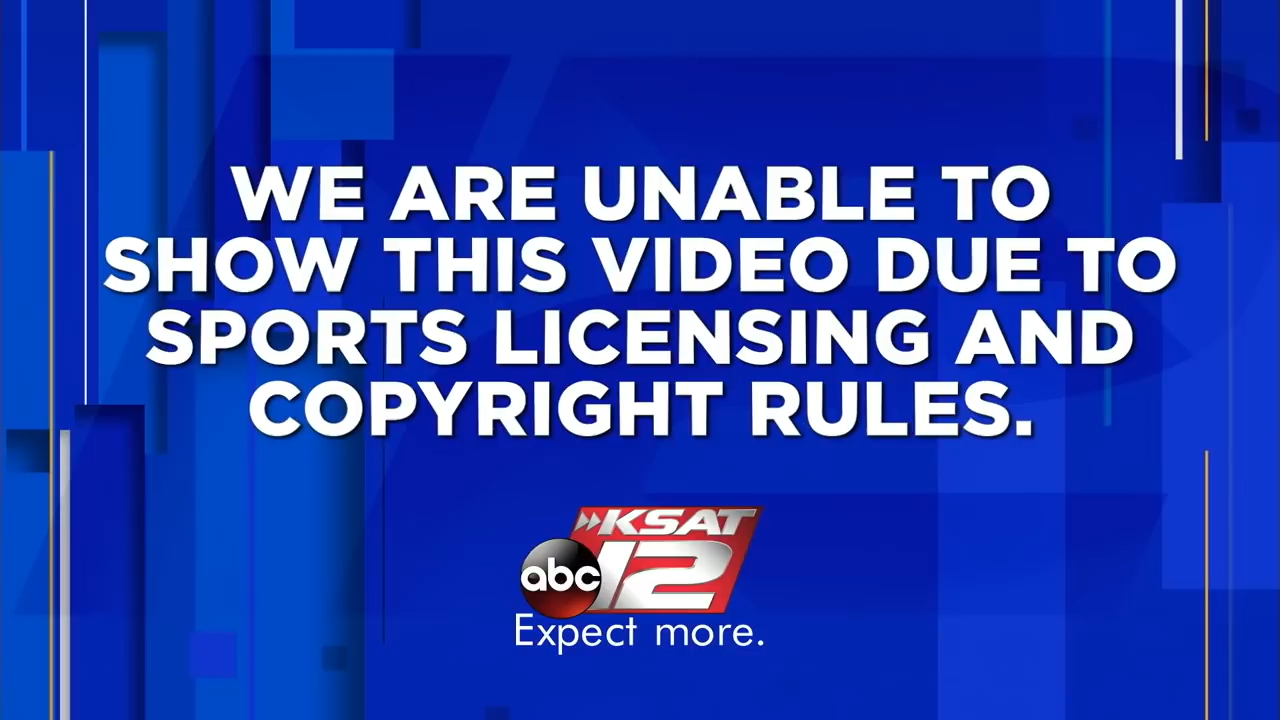 WE ARE UNABLE TO
SHOW THIS VIDEO DUE TO
SPORTS LICENSING AND
COPYRIGHT RULES.
KSAT
abc 12
Expect more.